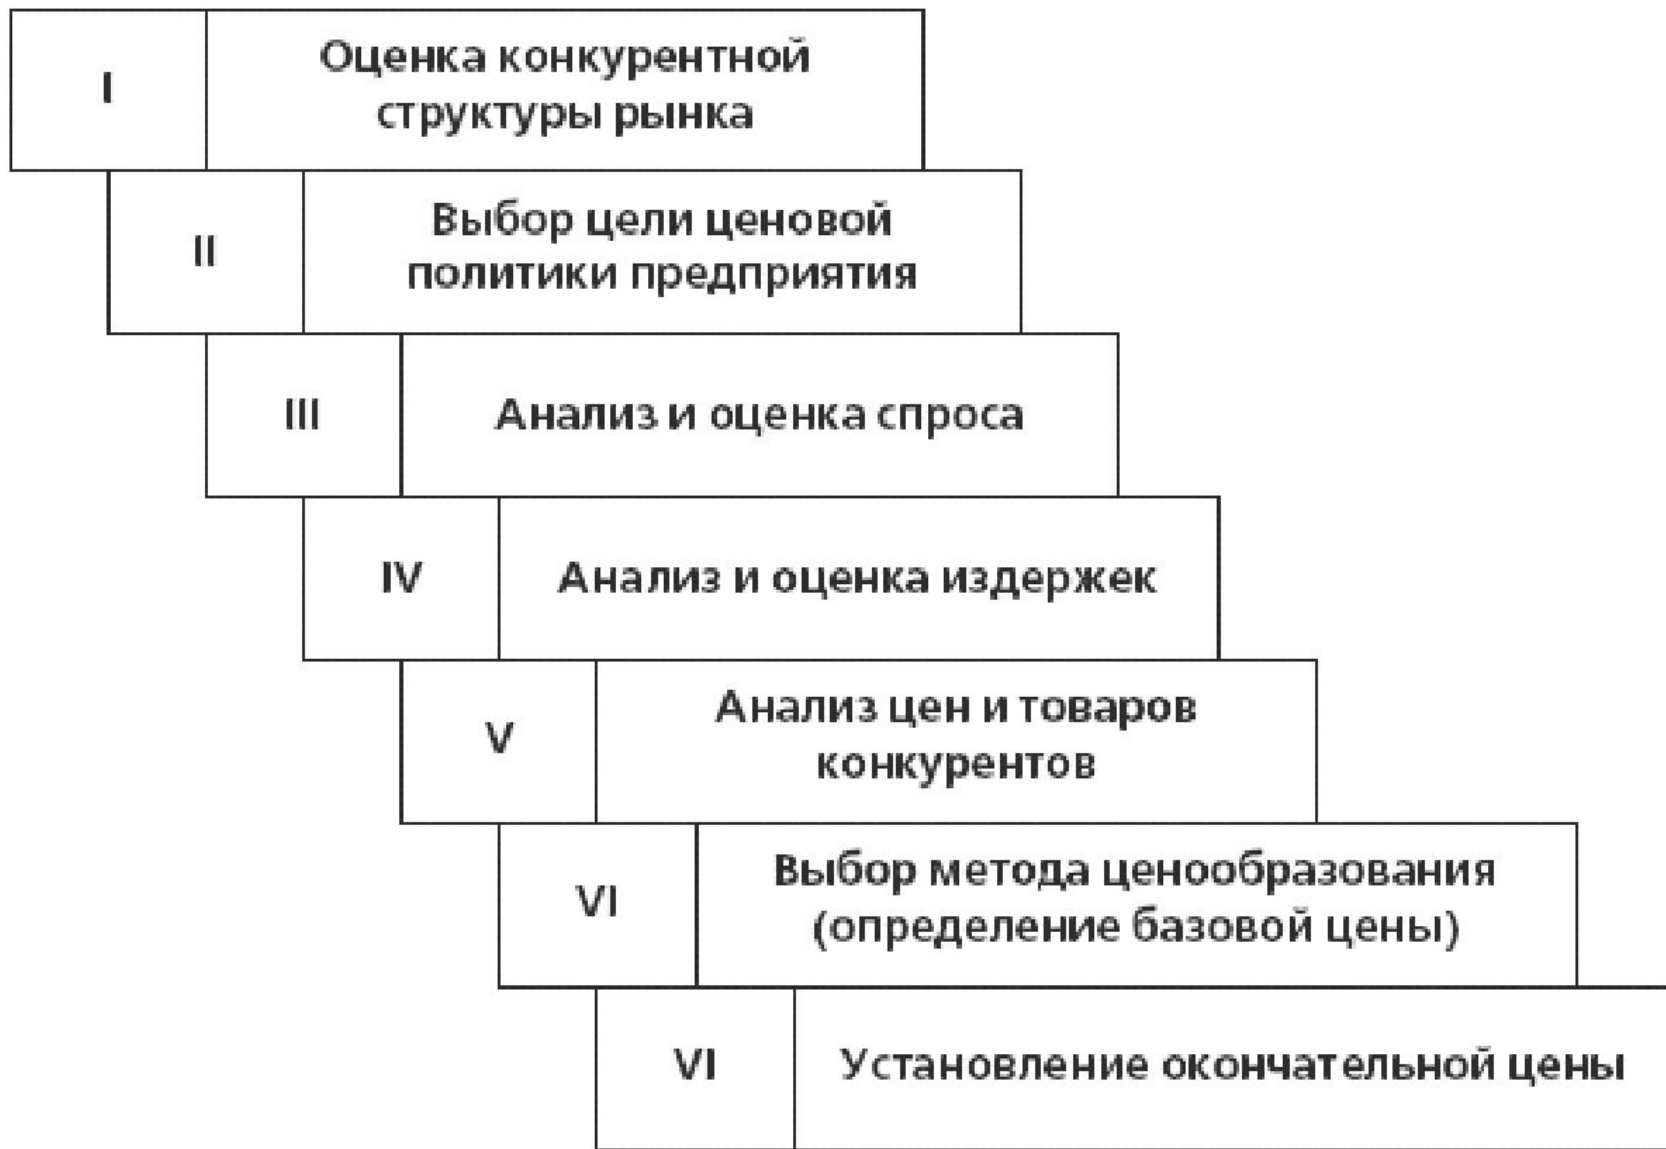 I
Оценка конкурентной
структуры рынка
II
Выбор цели ценовой
политики предприятия
III
Анализ и оценка спроса
IV
Анализ и оценка издержек
V
Анализ цен и товаров
конкурентов
VI
Выбор метода ценообразования
(определение базовой цены)
VI
Установление окончательной цены